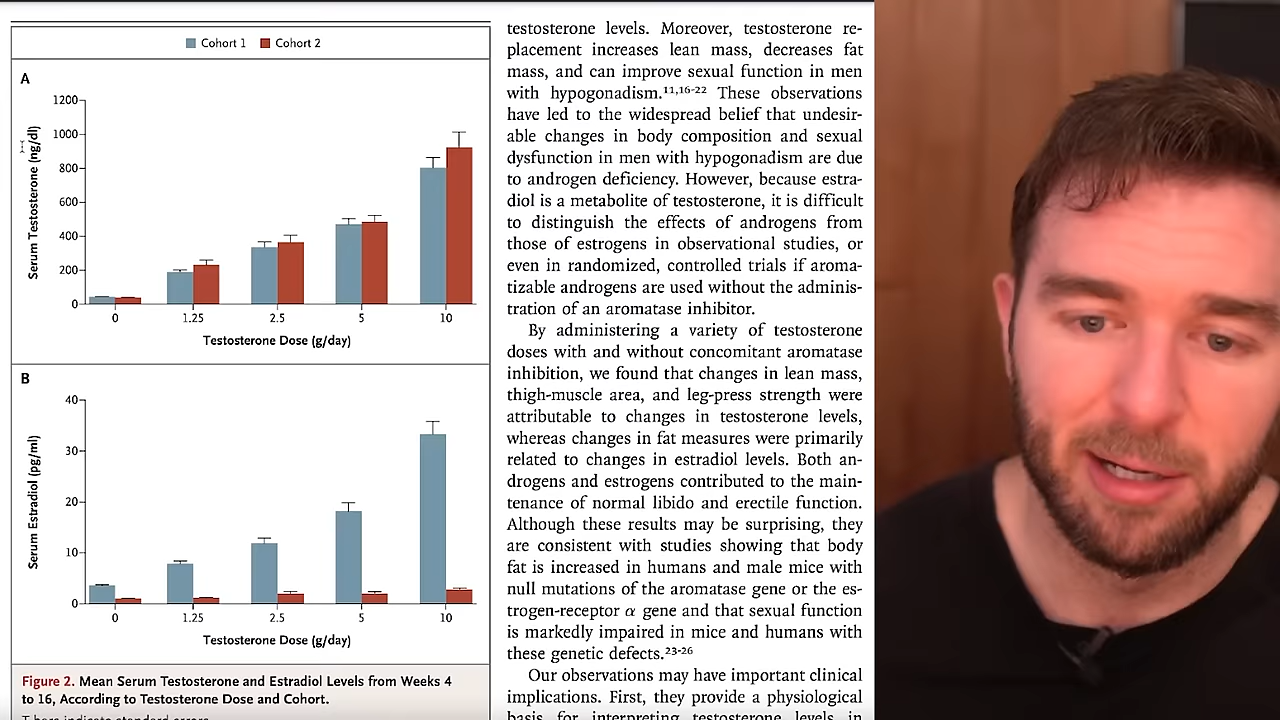 Cohort 1 Cohort 2
A
1200
1000
800
600
400
200
0
Serum Testosterone (ng/dl)
0 1.25 2.5 5 10
Testosterone Dose (g/day)
B
40
30
20
10
0
Serum Estradiol (pg/ml)
0 1.25 2.5 5 10
Testosterone Dose (g/day)
Figure 2. Mean Serum Testosterone and Estradiol Levels from Weeks 4
to 16, According to Testosterone Dose and Cohort.
T bars indicate standard errors
testosterone levels. Moreover, testosterone re-
placement increases lean mass, decreases fat
mass, and can improve sexual function in men
with hypogonadism.¹¹,¹⁶⁻²² These observations
have led to the widespread belief that undesir-
able changes in body composition and sexual
dysfunction in men with hypogonadism are due
to androgen deficiency. However, because estra-
diol is a metabolite of testosterone, it is difficult
to distinguish the effects of androgens from
those of estrogens in observational studies, or
even in randomized, controlled trials if aroma-
tizable androgens are used without the adminis-
tration of an aromatase inhibitor.
By administering a variety of testosterone
doses with and without concomitant aromatase
inhibition, we found that changes in lean mass,
thigh-muscle area, and leg-press strength were
attributable to changes in testosterone levels,
whereas changes in fat measures were primarily
related to changes in estradiol levels. Both an-
drogens and estrogens contributed to the main-
tenance of normal libido and erectile function.
Although these results may be surprising, they
are consistent with studies showing that body
fat is increased in humans and male mice with
null mutations of the aromatase gene or the es-
trogen-receptor α gene and that sexual function
is markedly impaired in mice and humans with
these genetic defects.²³⁻²⁶
Our observations may have important clinical
implications. First, they provide a physiological
basis for interpreting testosterone levels in